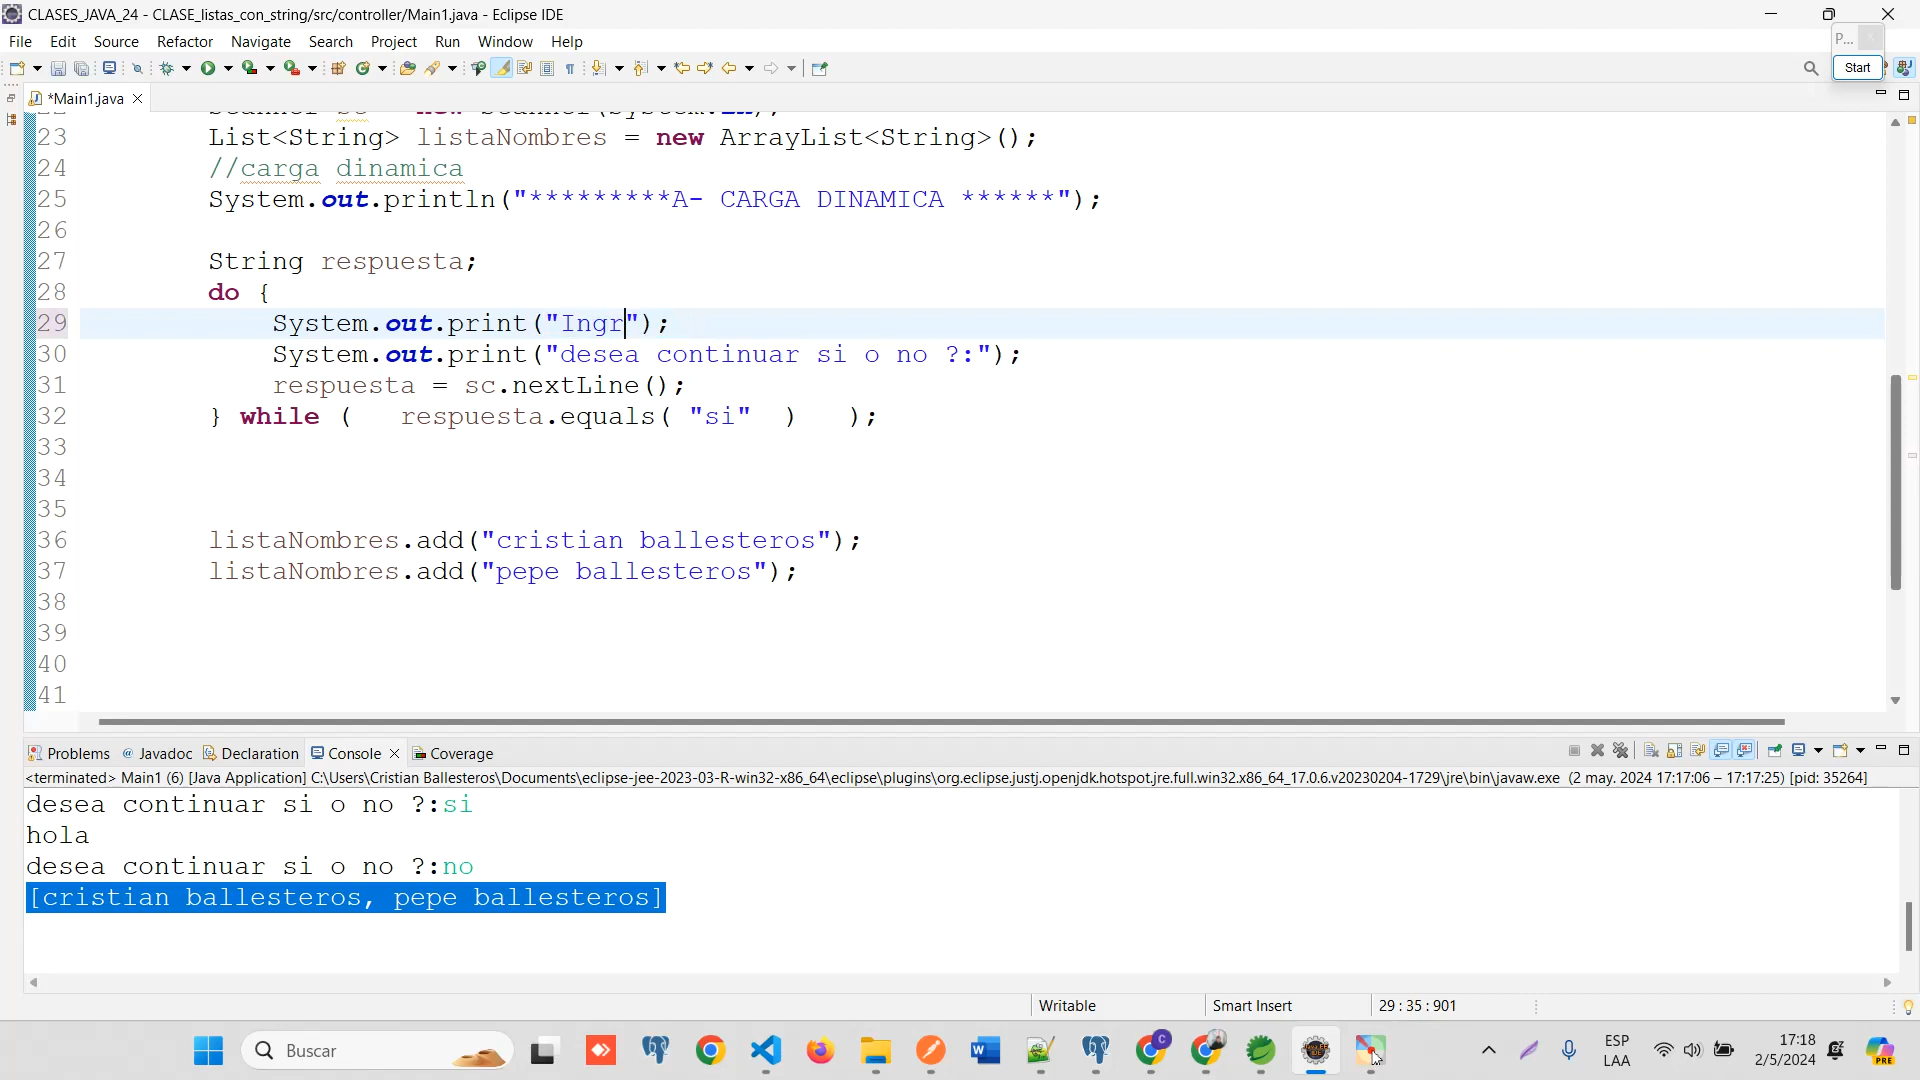 CLASES_JAVA_24 - CLASE_listas_con_string/src/controller/Main1.java - Eclipse IDE
File Edit Source Refactor Navigate Search Project Run Window Help
P...
Start
*Main1.java
23 List<String> listaNombres = new ArrayList<String>();
24 //carga dinamica
25 System.out.println("*********A- CARGA DINAMICA ******");
26
27 String respuesta;
28 do {
29 System.out.print("Ingr");
30 System.out.print("desea continuar si o no ?:");
31 respuesta = sc.nextLine();
32 } while (   respuesta.equals( "si"  )   );
33
34
35
36 listaNombres.add("cristian ballesteros");
37 listaNombres.add("pepe ballesteros");
38
39
40
41
Problems @ Javadoc Declaration Console Coverage
<terminated> Main1 (6) [Java Application] C:\Users\Cristian Ballesteros\Documents\eclipse-jee-2023-03-R-win32-x86_64\eclipse\plugins\org.eclipse.justj.openjdk.hotspot.jre.full.win32.x86_64_17.0.6.v20230204-1729\jre\bin\javaw.exe (2 may. 2024 17:17:06 – 17:17:25) [pid: 35264]
desea continuar si o no ?:si
hola
desea continuar si o no ?:no
[cristian ballesteros, pepe ballesteros]
Writable Smart Insert 29 : 35 : 901
Buscar
ESP
LAA
17:18
2/5/2024
PRE